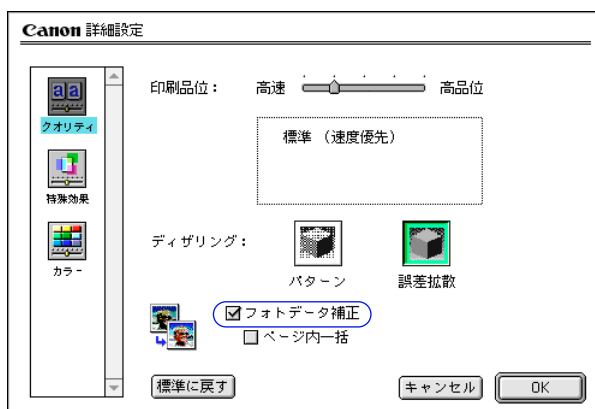 Canon 詳細設定
クオリティ
特殊効果
カラー
印刷品位： 高速 高品位
標準 （速度優先）
ディザリング：
パターン 誤差拡散
フォトデータ補正
ページ内一括
標準に戻す キャンセル OK